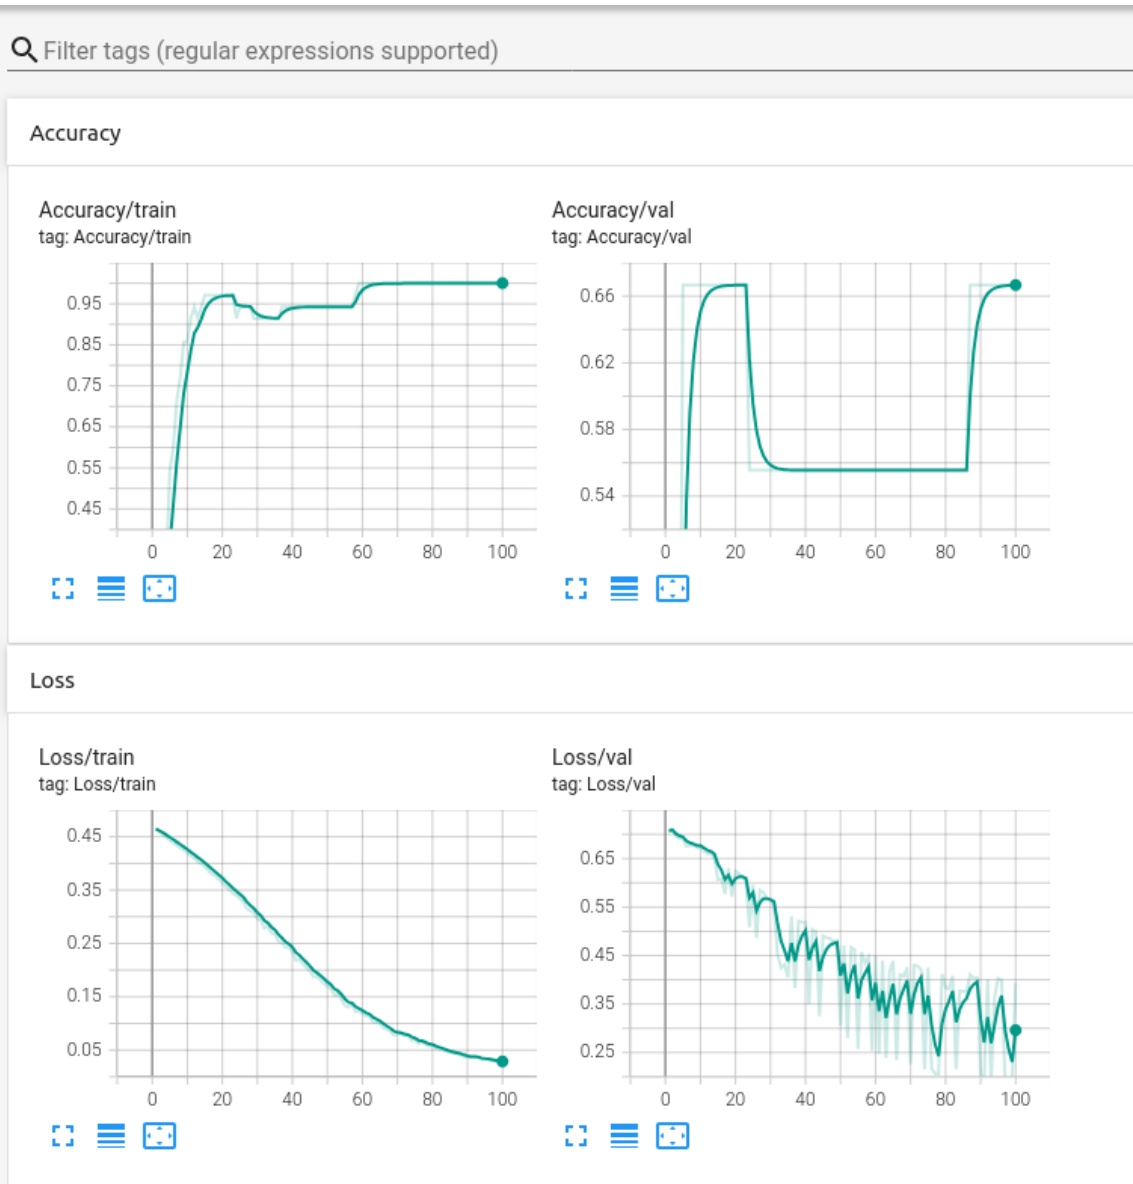 Filter tags (regular expressions supported)
Accuracy
Accuracy/train
tag: Accuracy/train
0.95
0.85
0.75
0.65
0.55
0.45
0 20 40 60 80 100
Accuracy/val
tag: Accuracy/val
0.66
0.62
0.58
0.54
0 20 40 60 80 100
Loss
Loss/train
tag: Loss/train
0.45
0.35
0.25
0.15
0.05
0 20 40 60 80 100
Loss/val
tag: Loss/val
0.65
0.55
0.45
0.35
0.25
0 20 40 60 80 100